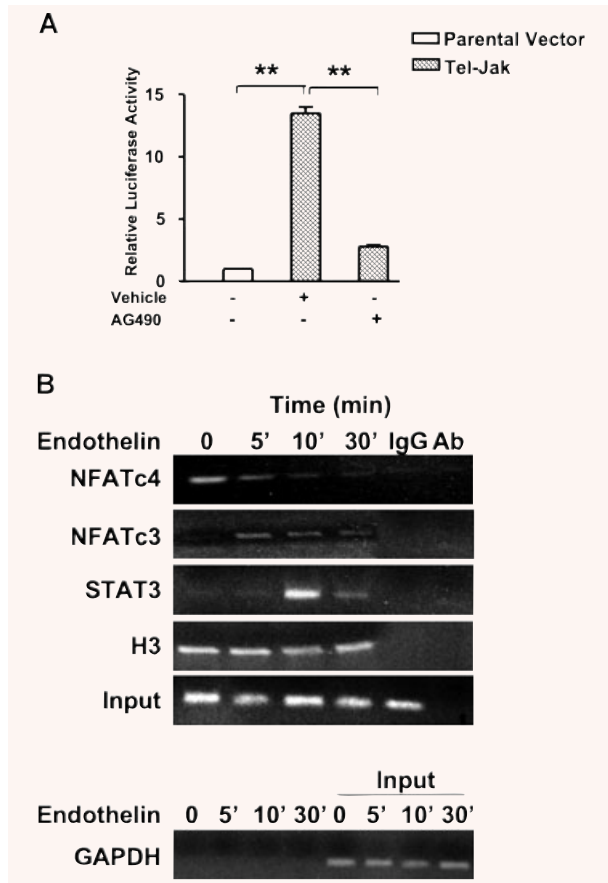 A
Parental Vector
Tel-Jak
** **
Relative Luciferase Activity
15
10
5
0
Vehicle - + -
AG490 - - +
B
Time (min)
Endothelin 0 5' 10' 30' IgG Ab
NFATc4
NFATc3
STAT3
H3
Input
Input
Endothelin 0 5' 10' 30' 0 5' 10' 30'
GAPDH